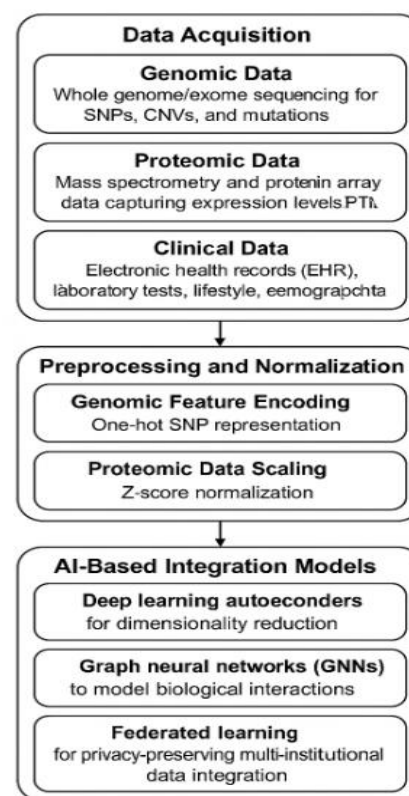 Data Acquisition
Genomic Data
Whole genome/exome sequencing for
SNPs, CNVs, and mutations
Proteomic Data
Mass spectrometry and protenin array
data capturing expression levels PTM
Clinical Data
Electronic health records (EHR),
laboratory tests, lifestyle, eemograpchta
Preprocessing and Normalization
Genomic Feature Encoding
One-hot SNP representation
Proteomic Data Scaling
Z-score normalization
AI-Based Integration Models
Deep learning autoeconders
for dimensionality reduction
Graph neural networks (GNNs)
to model biological interactions
Federated learning
for privacy-preserving multi-institutional
data integration